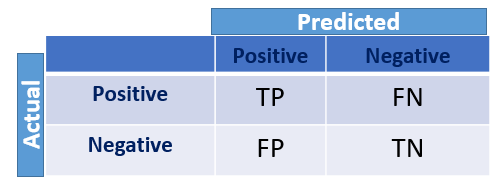 Predicted
Positive Negative
Actual
Positive TP FN
Negative FP TN